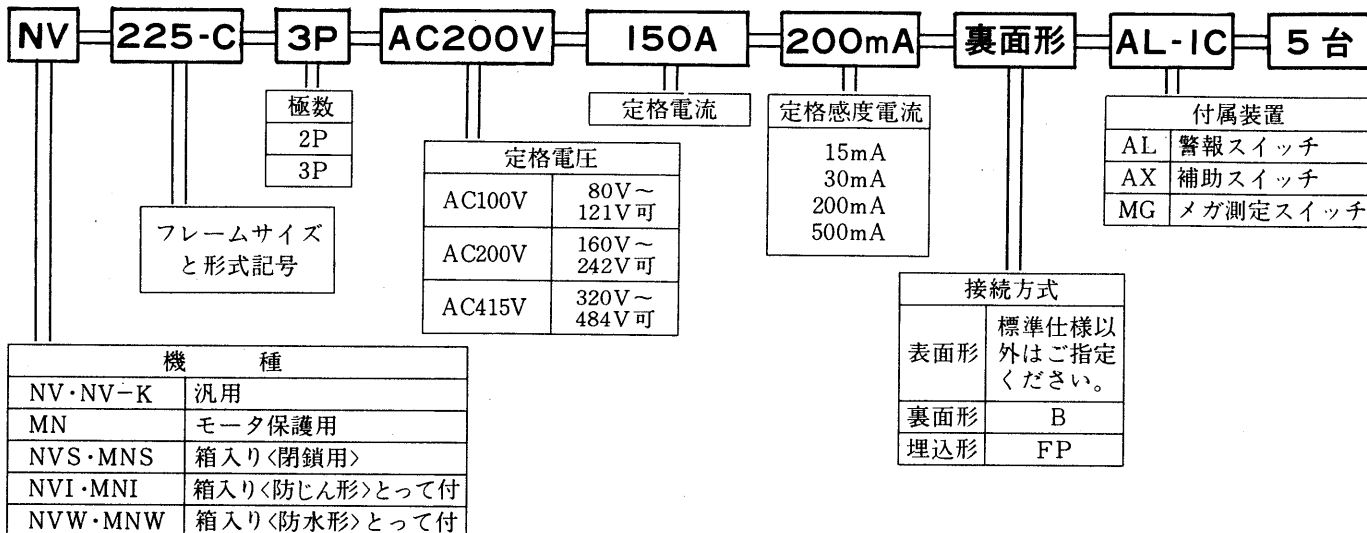 NV 225-C 3P AC200V 150A 200mA 裏面形 AL-1C 5台
極数
2P
3P
定格電流
定格感度電流
15mA
30mA
200mA
500mA
付属装置
AL 警報スイッチ
AX 補助スイッチ
MG メガ測定スイッチ
定格電圧
AC100V 80V～
121V可
AC200V 160V～
242V可
AC415V 320V～
484V可
フレームサイズ
と形式記号
接続方式
表面形 標準仕様以
外はご指定
ください。
裏面形 B
埋込形 FP
機種
NV・NV-K 汎用
MN モータ保護用
NVS・MNS 箱入り<閉鎖用>
NVI・MNI 箱入り<防じん形>とって付
NVW・MNW 箱入り<防水形>とって付